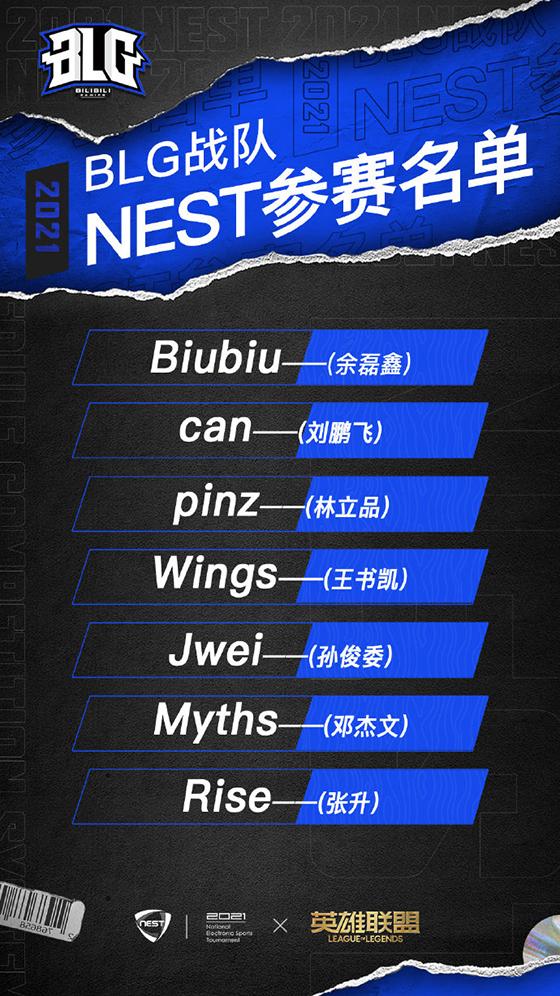 BLG
BILIBILI
GAMING
2021
BLG战队
NEST参赛名单
Biubiu——(余磊鑫)
can——(刘鹏飞)
pinz——(林立品)
Wings——(王书凯)
Jwei——(孙俊委)
Myths——(邓杰文)
Rise——(张升)
NEST
2021
National
Electronic Sports
Tournament
×
英雄联盟
LEAGUE OF LEGENDS